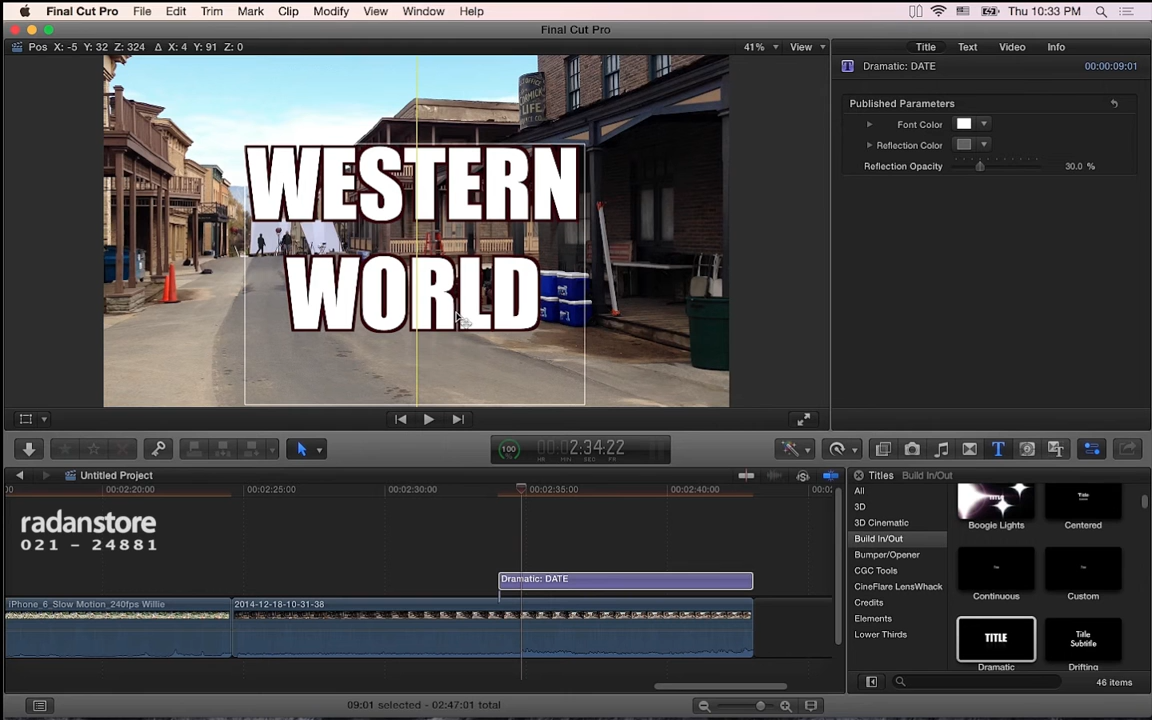 Final Cut Pro File Edit Trim Mark Clip Modify View Window Help Thu 10:33 PM
Final Cut Pro
Pos X: -5 Y: 32 Z: 324 Δ X: 4 Y: 91 Z: 0 41% View Title Text Video Info
Dramatic: DATE 00:00:09:01
Published Parameters
Font Color
Reflection Color
Reflection Opacity 30.0 %
WESTERN
WORLD
LIFE
100 2:34:22
HR MIN SEC FR
Untitled Project
Titles Build In/Out
00:02:20:00 00:02:25:00 00:02:30:00 00:02:35:00 00:02:40:00
All
3D
3D Cinematic
Build In/Out
Bumper/Opener
CGC Tools
CineFlare LensWhack
Credits
Elements
Lower Thirds
Boogie Lights Centered
Continuous Custom
TITLE Title
Subtitle
Dramatic Drifting
radanstore
021 - 24881
Dramatic: DATE
iPhone_6_Slow Motion_240fps Willie 2014-12-18-10-31-38
46 items
09:01 selected - 02:47:01 total